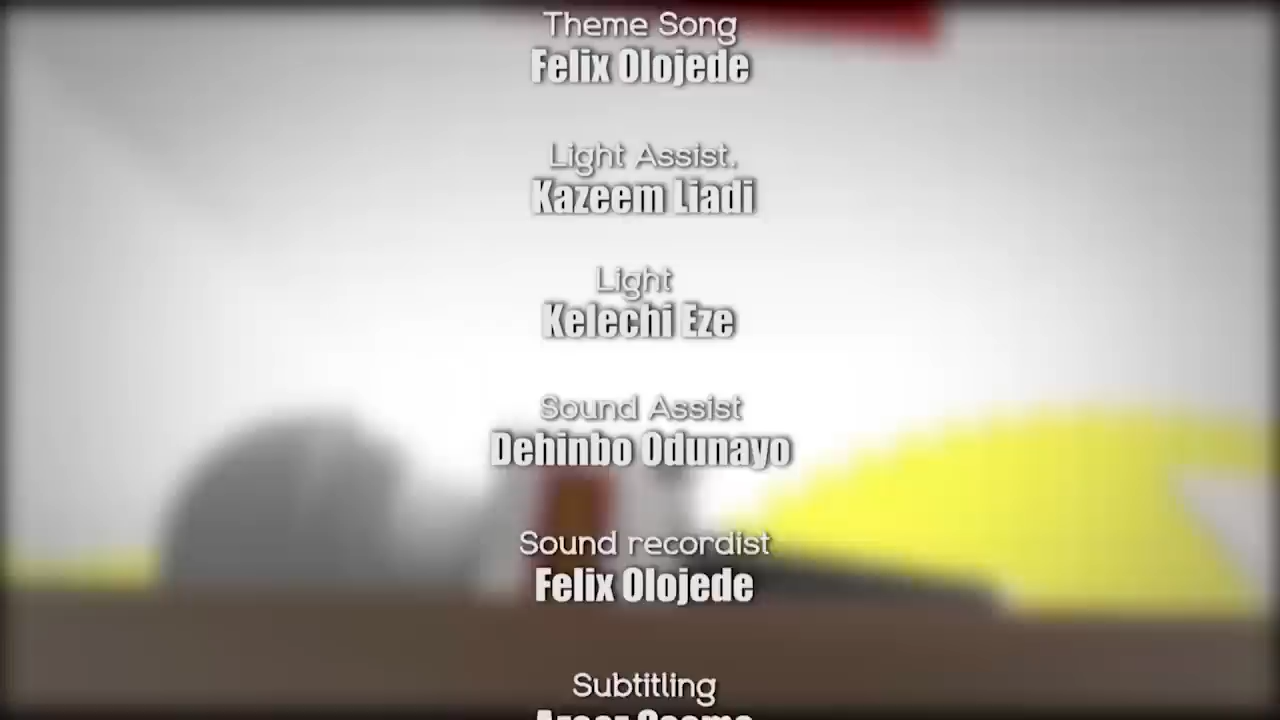 Theme Song
Felix Olojede
Light Assist.
Kazeem Liadi
Light
Kelechi Eze
Sound Assist
Dehinbo Odunayo
Sound recordist
Felix Olojede
Subtitling